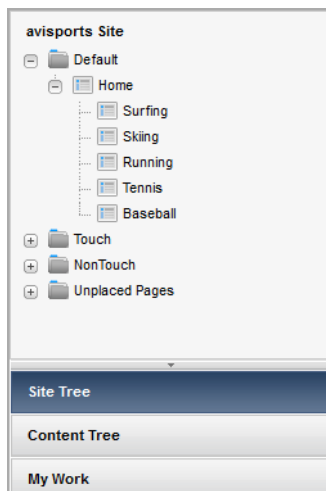 avisports Site
Default
Home
Surfing
Skiing
Running
Tennis
Baseball
Touch
NonTouch
Unplaced Pages
Site Tree
Content Tree
My Work